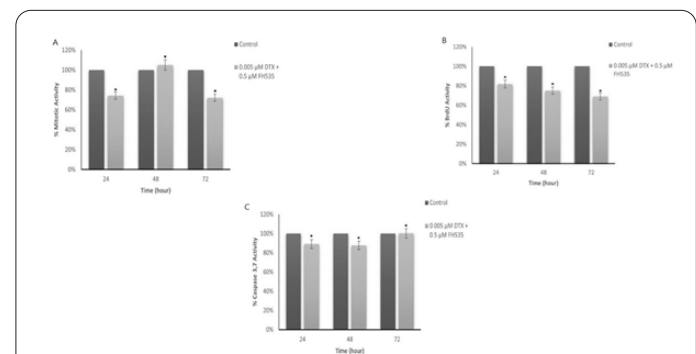 A
Control
0.005 µM DTX +
0.5 µM FH535
% Mitotic Activity
120%
100%
80%
60%
40%
20%
0%
24
48
72
Time (hour)
B
Control
0.005 µM DTX + 0.5 µM
FH535
% BrdU Activity
120%
100%
80%
60%
40%
20%
0%
24
48
72
Time (hour)
C
Control
0.005 µM DTX +
0.5 µM FH535
% Caspase 3,7 Activity
120%
100%
80%
60%
40%
20%
0%
24
48
72
Time (hour)